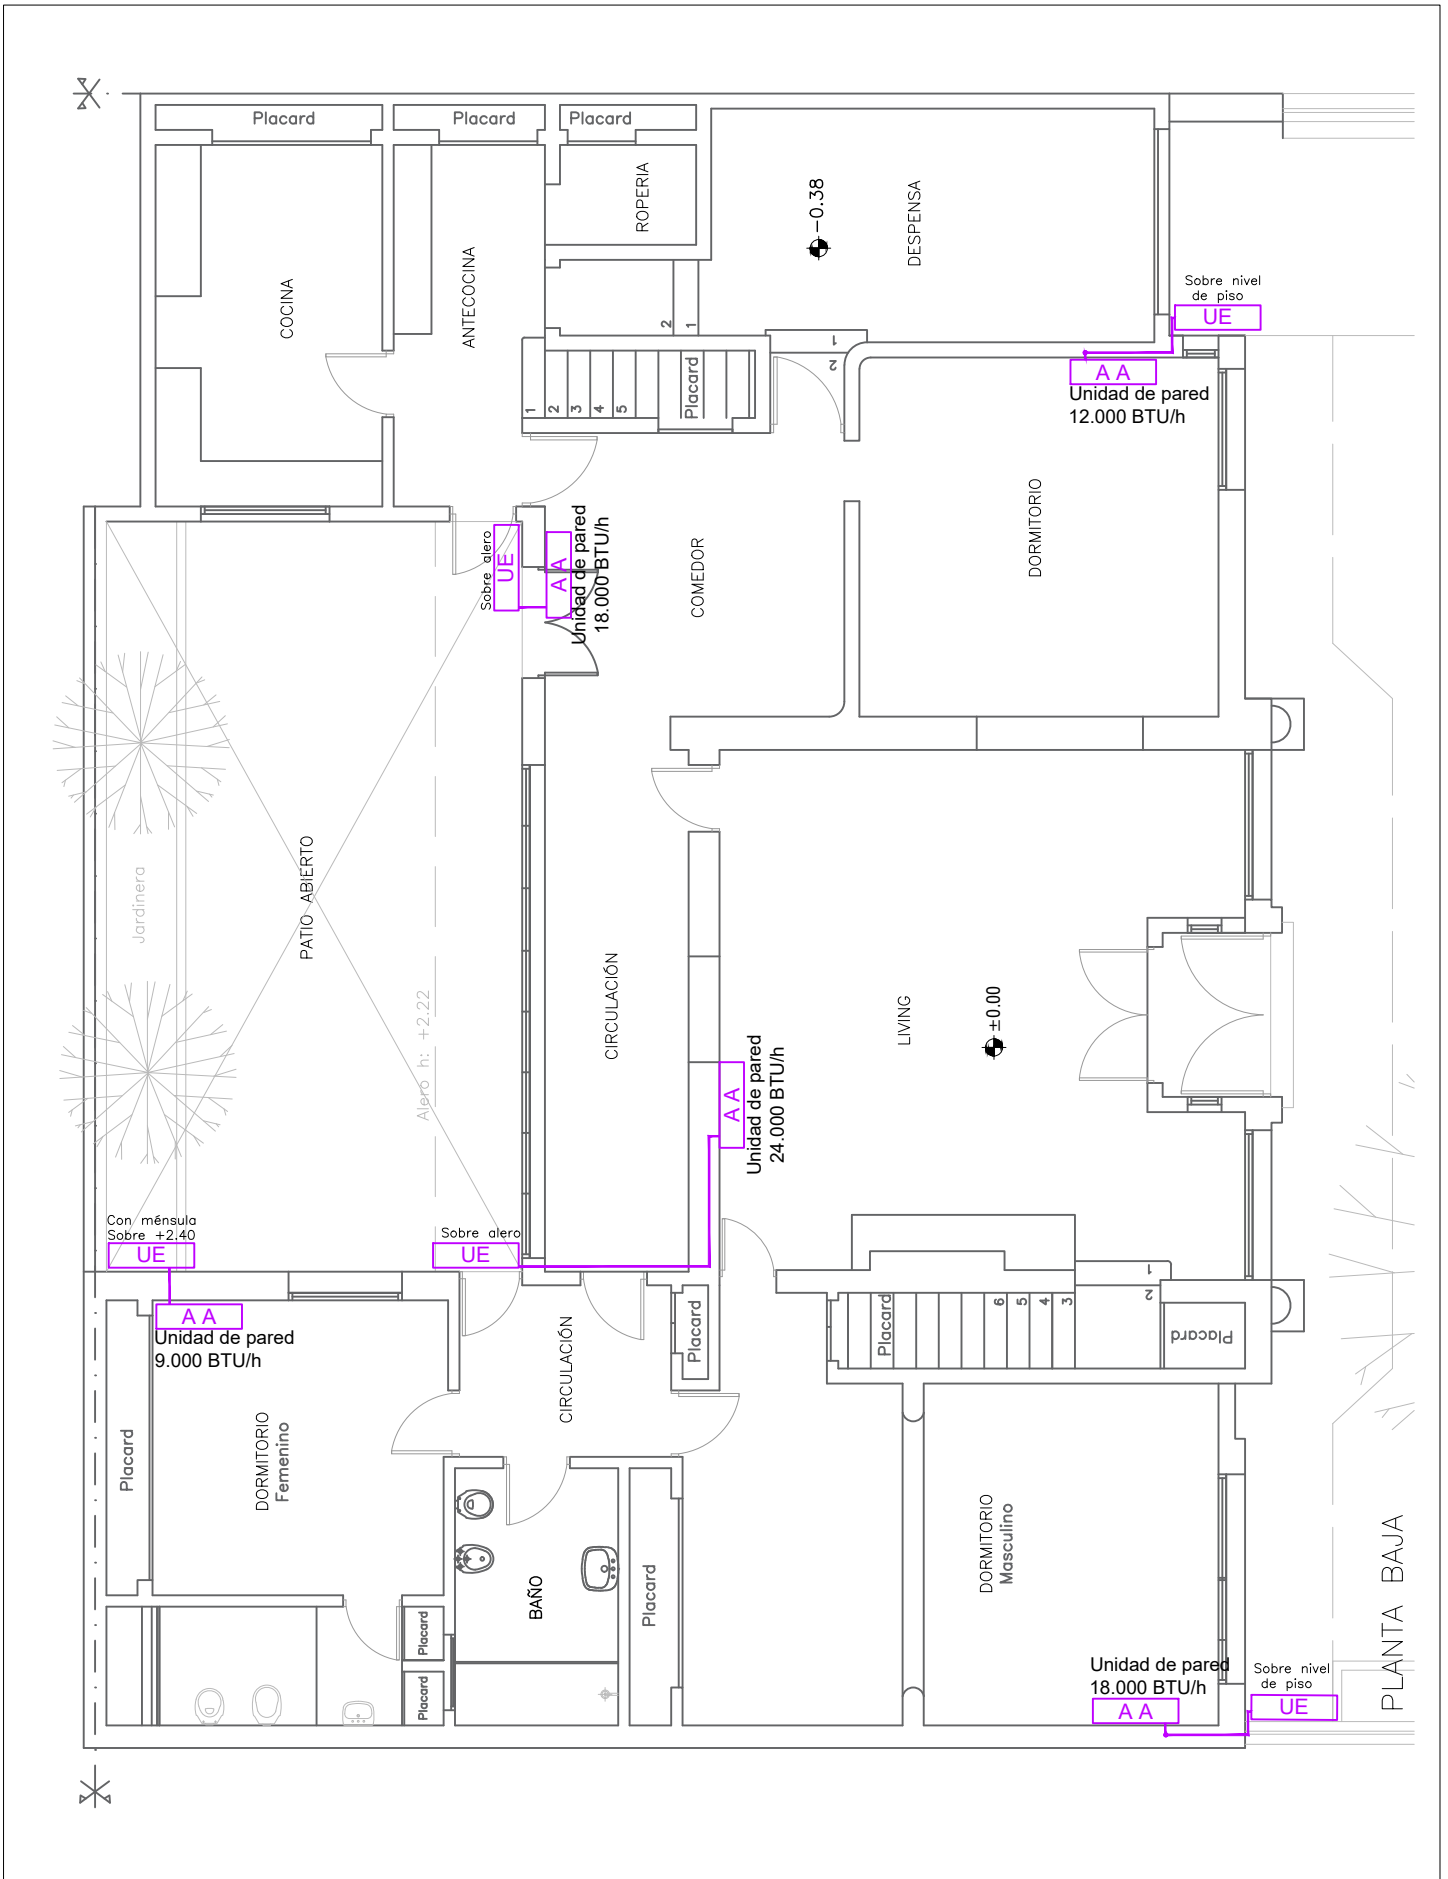 Placard
Placard
Placard
ROPERIA
-0.38
DESPENSA
COCINA
ANTECOCINA
Sobre nivel
de piso
UE
2
1
1
2
A A
Unidad de pared
12.000 BTU/h
1
2
3
4
5
Placard
DORMITORIO
COMEDOR
Sobre alero
UE
A A
A A
Unidad de pared
18.000 BTU/h
Jardinera
PATIO ABIERTO
Alero h: +2.22
CIRCULACIÓN
LIVING
±0.00
A A
Unidad de pared
24.000 BTU/h
Con ménsula
Sobre +2.40
UE
Sobre alero
UE
A A
Unidad de pared
9.000 BTU/h
CIRCULACIÓN
Placard
Placard
6
5
4
3
2
1
Placard
Placard
DORMITORIO
Femenino
DORMITORIO
Masculino
BAÑO
Placard
Placard
Placard
Unidad de pared
18.000 BTU/h
A A
Sobre nivel
de piso
UE
PLANTA BAJA